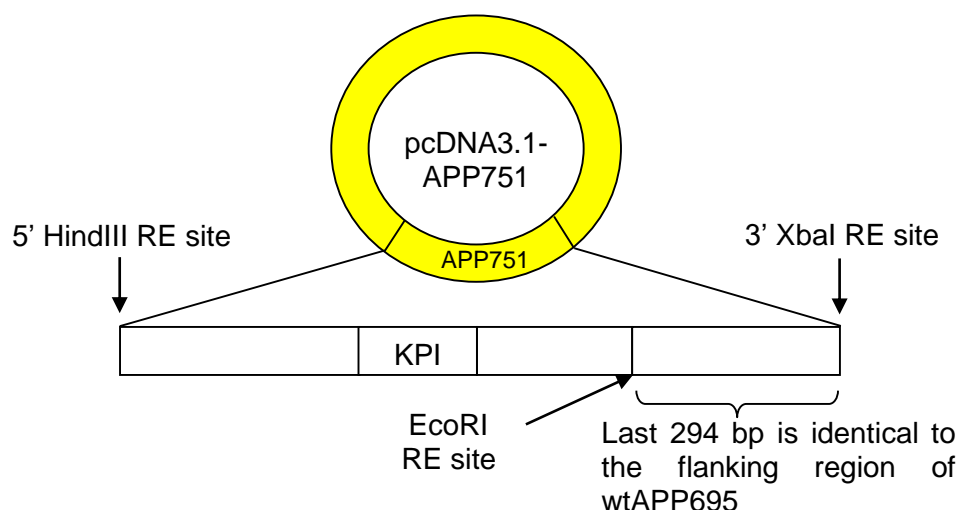 pcDNA3.1-
APP751
5' HindIII RE site
3' XbaI RE site
APP751
KPI
EcoRI
RE site
Last 294 bp is identical to
the flanking region of
wtAPP695